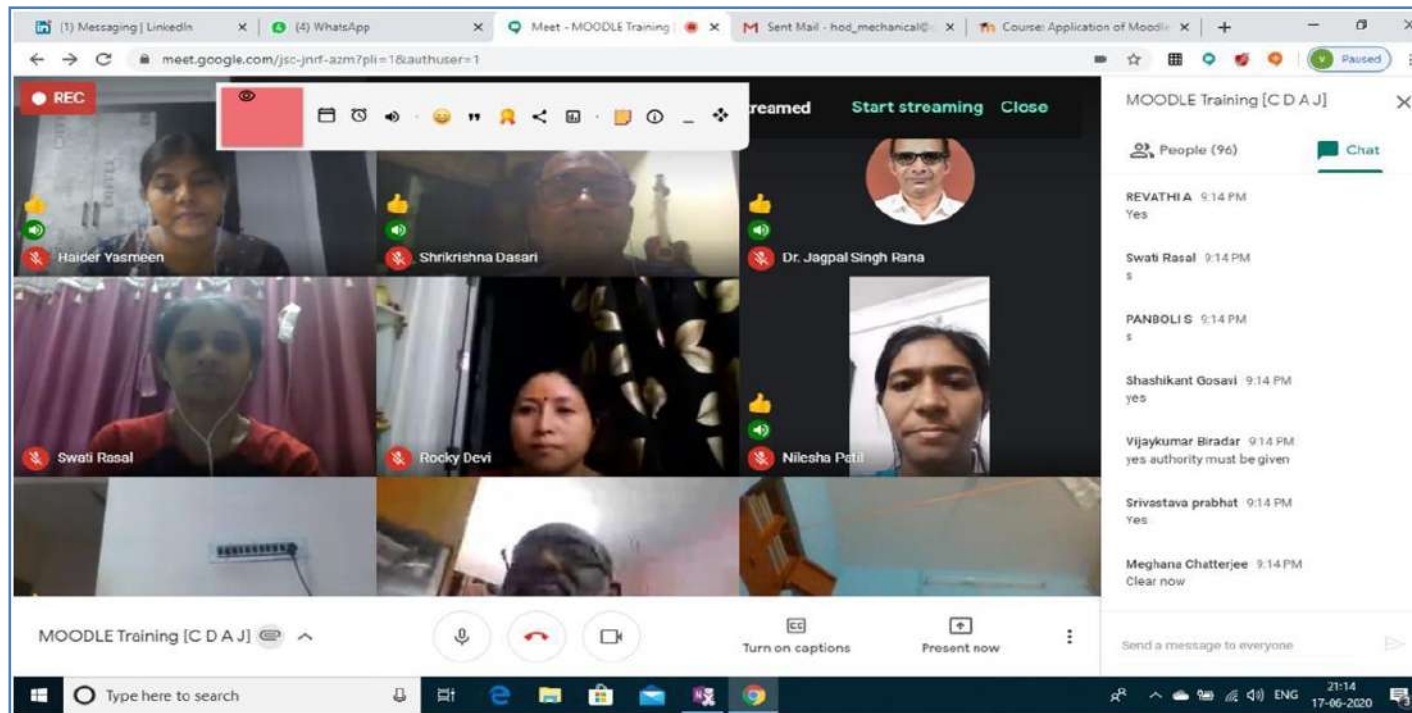 (1) Messaging | LinkedIn
(4) WhatsApp
Meet - MOODLE Training
Sent Mail - hod_mechanical@
Course: Application of Moodle
meet.google.com/jsc-jnrf-azm?pli=1&authuser=1
V Paused
REC
reamed Start streaming Close
Haider Yasmeen
Shrikrishna Dasari
Dr. Jagpal Singh Rana
Swati Rasal
Rocky Devi
Nilesha Patil
MOODLE Training [C D A J]
People (96) Chat
REVATHI A 9:14 PM
Yes
Swati Rasal 9:14 PM
s
PANBOLI S 9:14 PM
s
Shashikant Gosavi 9:14 PM
yes
Vijaykumar Biradar 9:14 PM
yes authority must be given
Srivastava prabhat 9:14 PM
Yes
Meghana Chatterjee 9:14 PM
Clear now
Send a message to everyone
MOODLE Training [C D A J]
CC
Turn on captions
Present now
Type here to search
ENG
21:14
17-06-2020